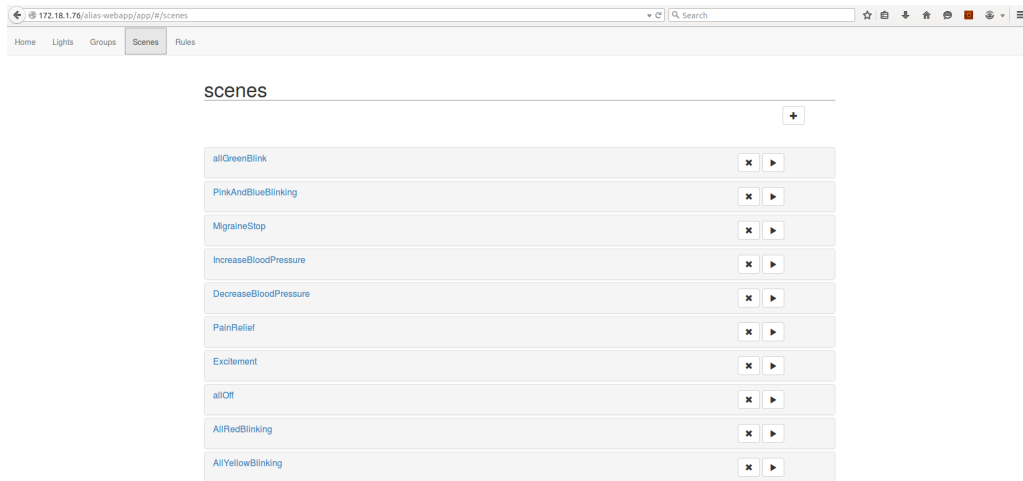 172.18.1.76/alias-webapp/app/#/scenes
Search
Home Lights Groups Scenes Rules
scenes
allGreenBlink
PinkAndBlueBlinking
MigraineStop
IncreaseBloodPressure
DecreaseBloodPressure
PainRelief
Excitement
allOff
AllRedBlinking
AllYellowBlinking